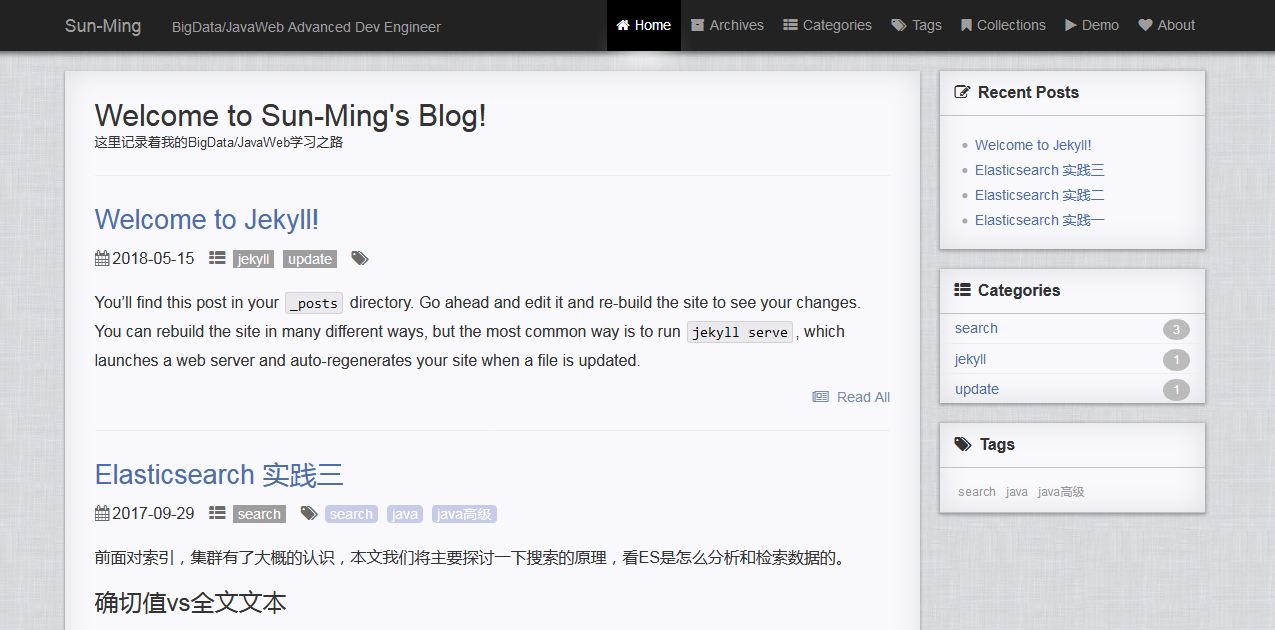 Sun-Ming BigData/JavaWeb Advanced Dev Engineer Home Archives Categories Tags Collections Demo About
Welcome to Sun-Ming's Blog!
这里记录着我的BigData/JavaWeb学习之路
Welcome to Jekyll!
2018-05-15 jekyll update
You’ll find this post in your _posts directory. Go ahead and edit it and re-build the site to see your changes.
You can rebuild the site in many different ways, but the most common way is to run jekyll serve, which
launches a web server and auto-regenerates your site when a file is updated.
Read All
Elasticsearch 实践三
2017-09-29 search search java java高级
前面对索引，集群有了大概的认识，本文我们将主要探讨一下搜索的原理，看ES是怎么分析和检索数据的。
确切值vs全文文本
Recent Posts
Welcome to Jekyll!
Elasticsearch 实践三
Elasticsearch 实践二
Elasticsearch 实践一
Categories
search 3
jekyll 1
update 1
Tags
search java java高级